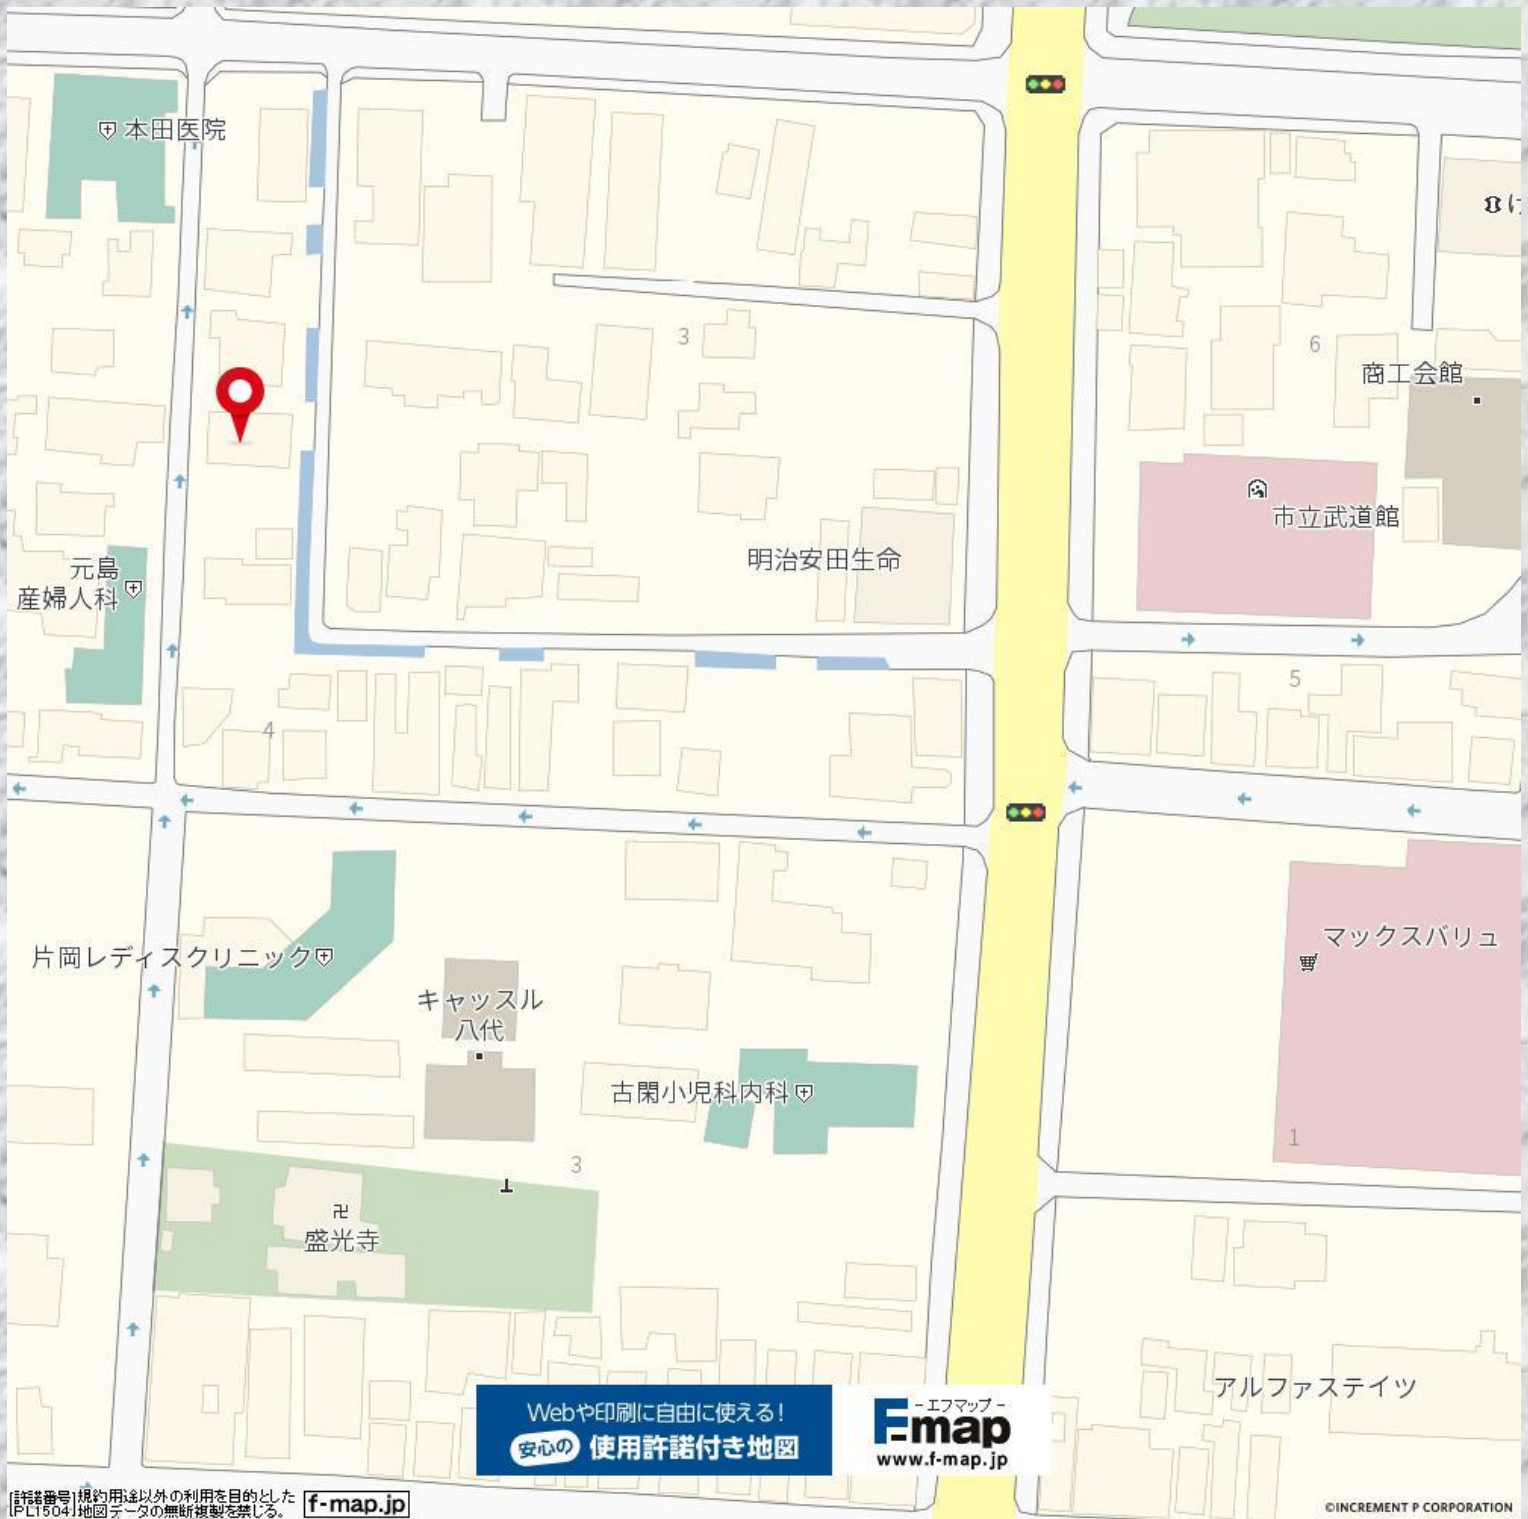 本田医院
3
6
商工会館
市立武道館
明治安田生命
元島
産婦人科
5
4
マックスバリュ
片岡レディスクリニック
キャッスル
八代
古閑小児科内科
1
3
卍
盛光寺
アルファステイツ
Webや印刷に自由に使える!
安心の 使用許諾付き地図
-エフマップ-
F-map
www.f-map.jp
[許諾番号]規約用途以外の利用を目的とした
[PL1504]地図データの無断複製を禁じる。
f-map.jp
©INCREMENT P CORPORATION